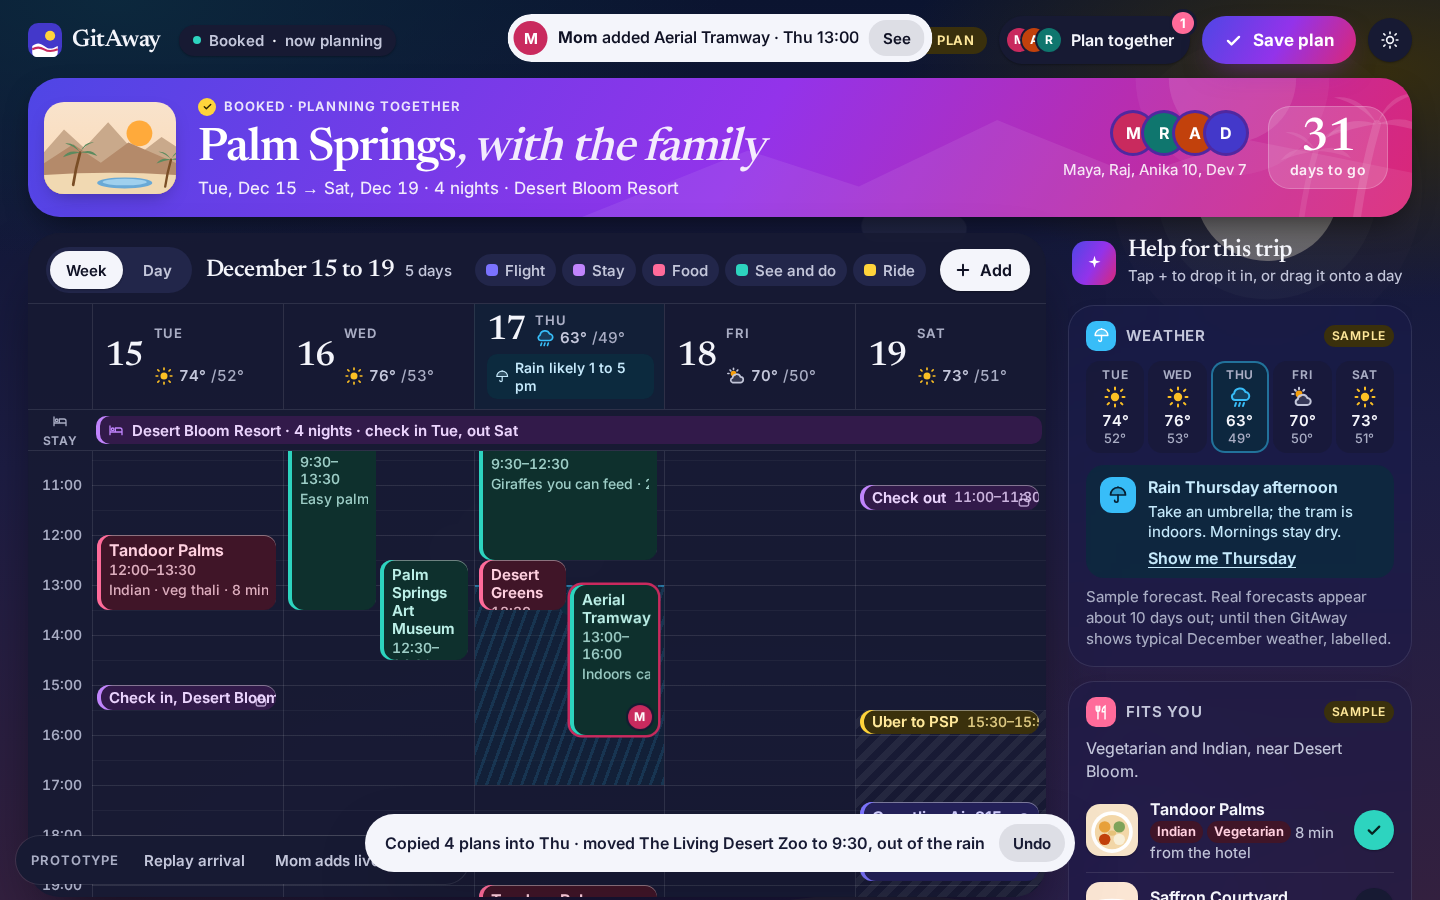 GitAway
Booked · now planning
M
Mom added Aerial Tramway · Thu 13:00
See
PLAN
R
Plan together
1
Save plan
BOOKED · PLANNING TOGETHER
Palm Springs, with the family
Tue, Dec 15 → Sat, Dec 19 · 4 nights · Desert Bloom Resort
M R A D
Maya, Raj, Anika 10, Dev 7
31
days to go
Week
Day
December 15 to 19
5 days
Flight
Stay
Food
See and do
Ride
Add
15
TUE
74° /52°
16
WED
76° /53°
17
THU
63° /49°
Rain likely 1 to 5
pm
18
FRI
70° /50°
19
SAT
73° /51°
STAY
Desert Bloom Resort · 4 nights · check in Tue, out Sat
11:00
12:00
13:00
14:00
15:00
16:00
17:00
18:00
19:00
Tandoor Palms
12:00–13:30
Indian · veg thali · 8 min
Check in, Desert Bloom
9:30–
13:30
Easy palm
Palm
Springs
Art
Museum
12:30–
9:30–12:30
Giraffes you can feed ·
Desert
Greens
Aerial
Tramway
13:00–
16:00
Indoors
M
Check out 11:00–11:30
Uber to PSP 15:30–15:
Help for this trip
Tap + to drop it in, or drag it onto a day
WEATHER
SAMPLE
TUE
74°
52°
WED
76°
53°
THU
63°
49°
FRI
70°
50°
SAT
73°
51°
Rain Thursday afternoon
Take an umbrella; the tram is
indoors. Mornings stay dry.
Show me Thursday
Sample forecast. Real forecasts appear
about 10 days out; until then GitAway
shows typical December weather, labelled.
FITS YOU
SAMPLE
Vegetarian and Indian, near Desert
Bloom.
Tandoor Palms
Indian Vegetarian 8 min
from the hotel
Saffron Courtyard
PROTOTYPE
Replay arrival
Mom adds live
Copied 4 plans into Thu · moved The Living Desert Zoo to 9:30, out of the rain
Undo